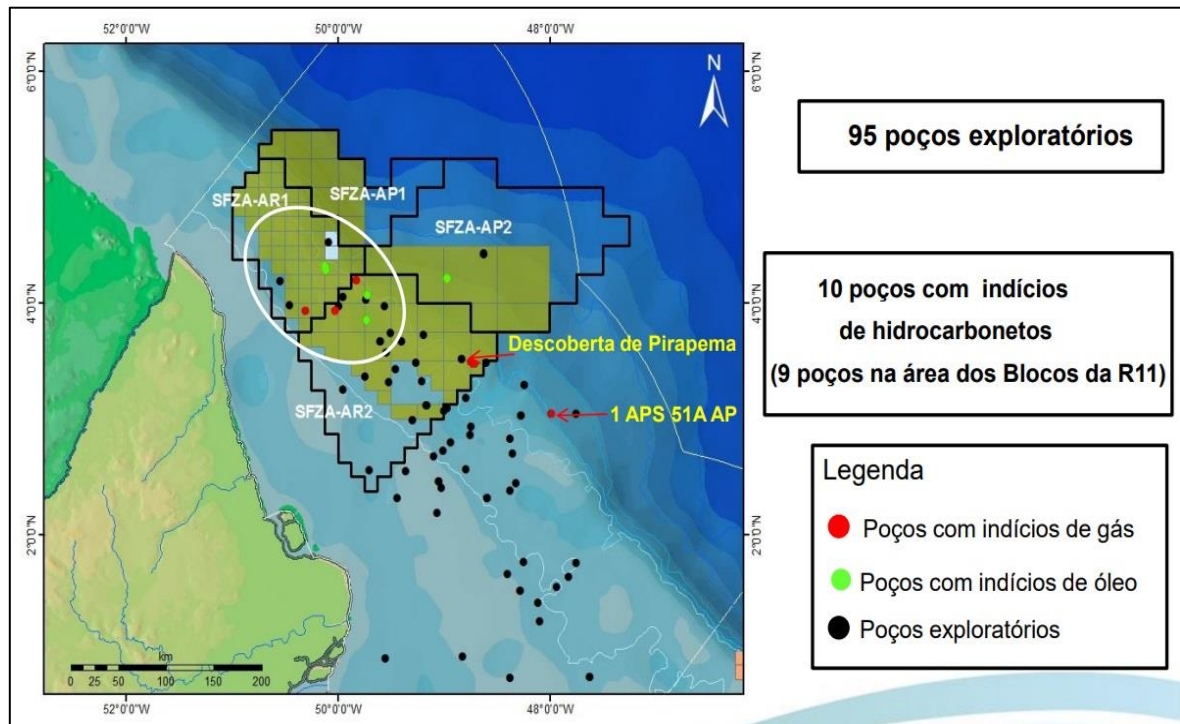 52°0'0"W 50°0'0"W 48°0'0"W
6°0'0"N
6°0'0"N
N
SFZA-AR1
SFZA-AP1
SFZA-AP2
4°0'0"N
4°0'0"N
Descoberta de Pirapema
SFZA-AR2
1 APS 51A AP
2°0'0"N
2°0'0"N
km
0 25 50 100 150 200
52°0'0"W 50°0'0"W 48°0'0"W
95 poços exploratórios
10 poços com indícios
de hidrocarbonetos
(9 poços na área dos Blocos da R11)
Legenda
Poços com indícios de gás
Poços com indícios de óleo
Poços exploratórios